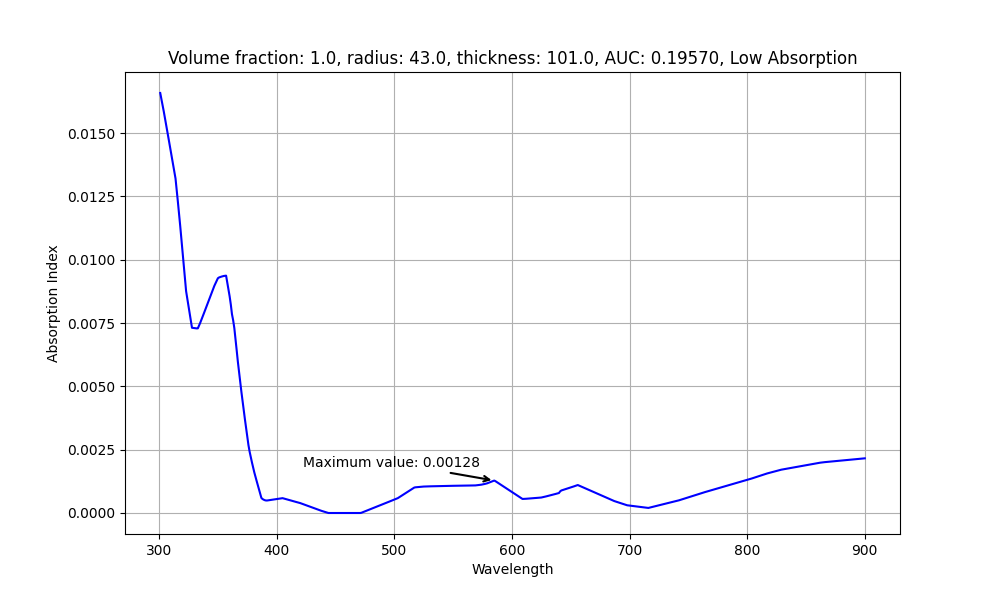 Volume fraction: 1.0, radius: 43.0, thickness: 101.0, AUC: 0.19570, Low Absorption
Absorption Index
0.0150
0.0125
0.0100
0.0075
0.0050
0.0025
0.0000
Maximum value: 0.00128
300 400 500 600 700 800 900
Wavelength